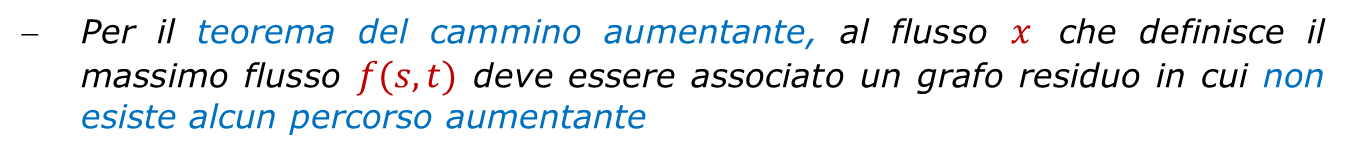 – Per il teorema del cammino aumentante, al flusso x che definisce il
massimo flusso f(s,t) deve essere associato un grafo residuo in cui non
esiste alcun percorso aumentante